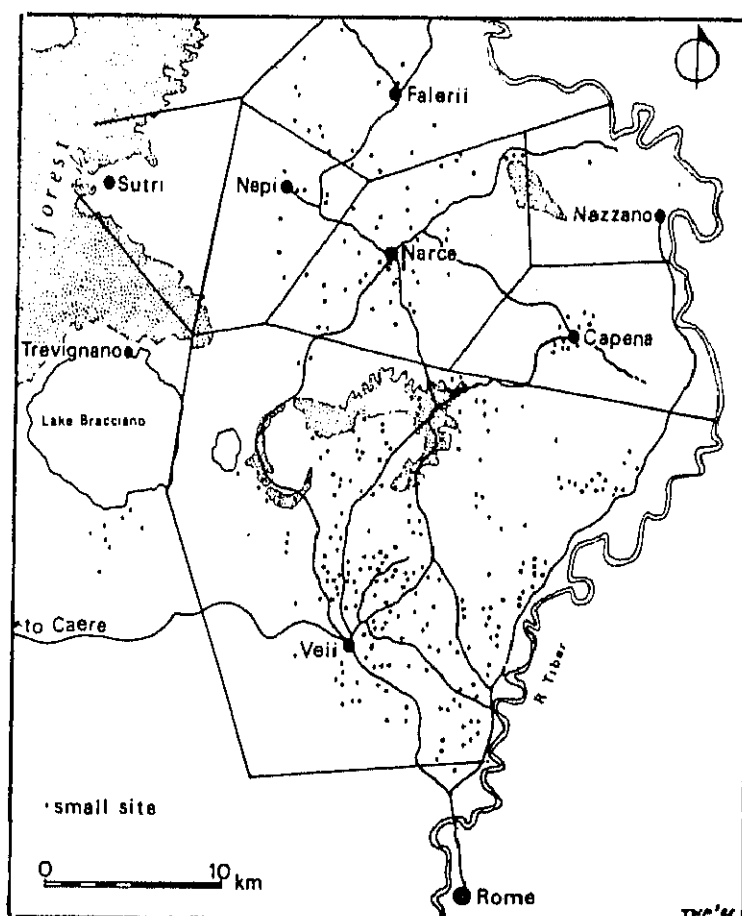 Falerii
forest
Sutri
Nepi
Nazzano
Narce
Capena
Trevignano
Lake Bracciano
to Caere
Veii
R Tiber
small site
0 10
km
Rome